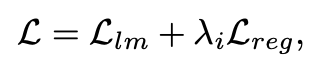 ℒ = ℒ_{lm} + λ_i ℒ_{reg},